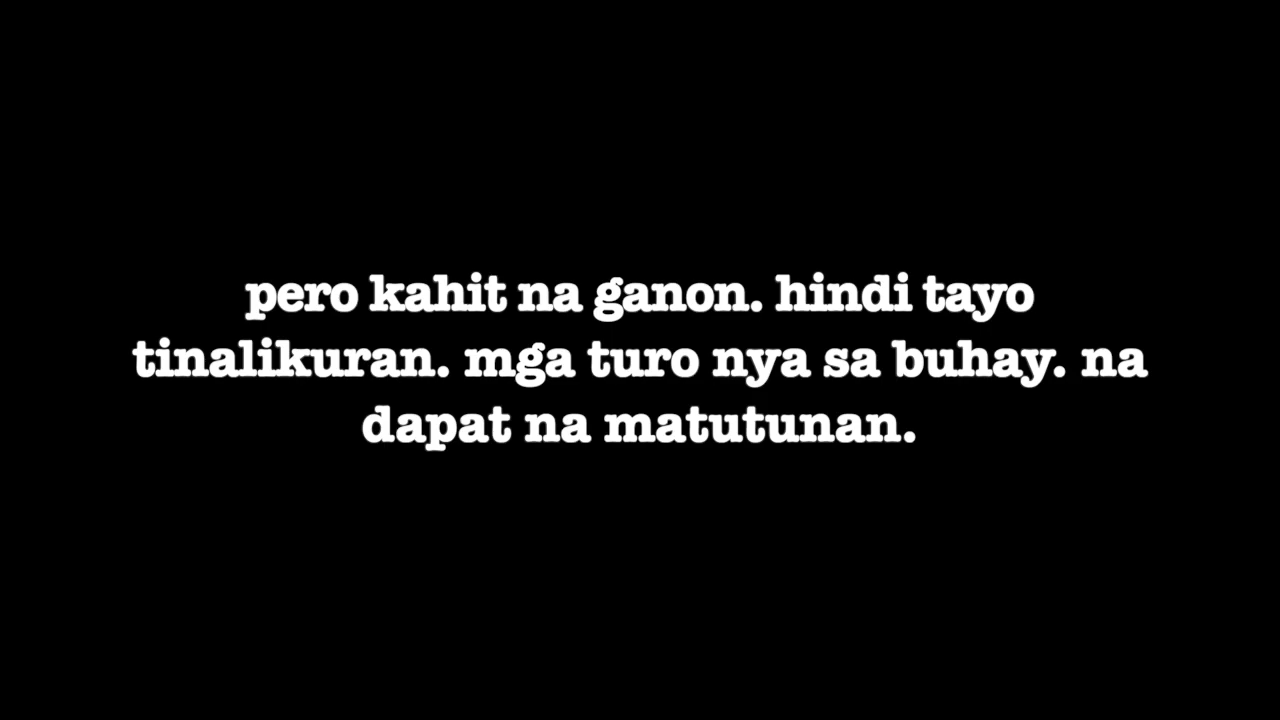 pero kahit na ganon. hindi tayo
tinalikuran. mga turo nya sa buhay. na
dapat na matutunan.